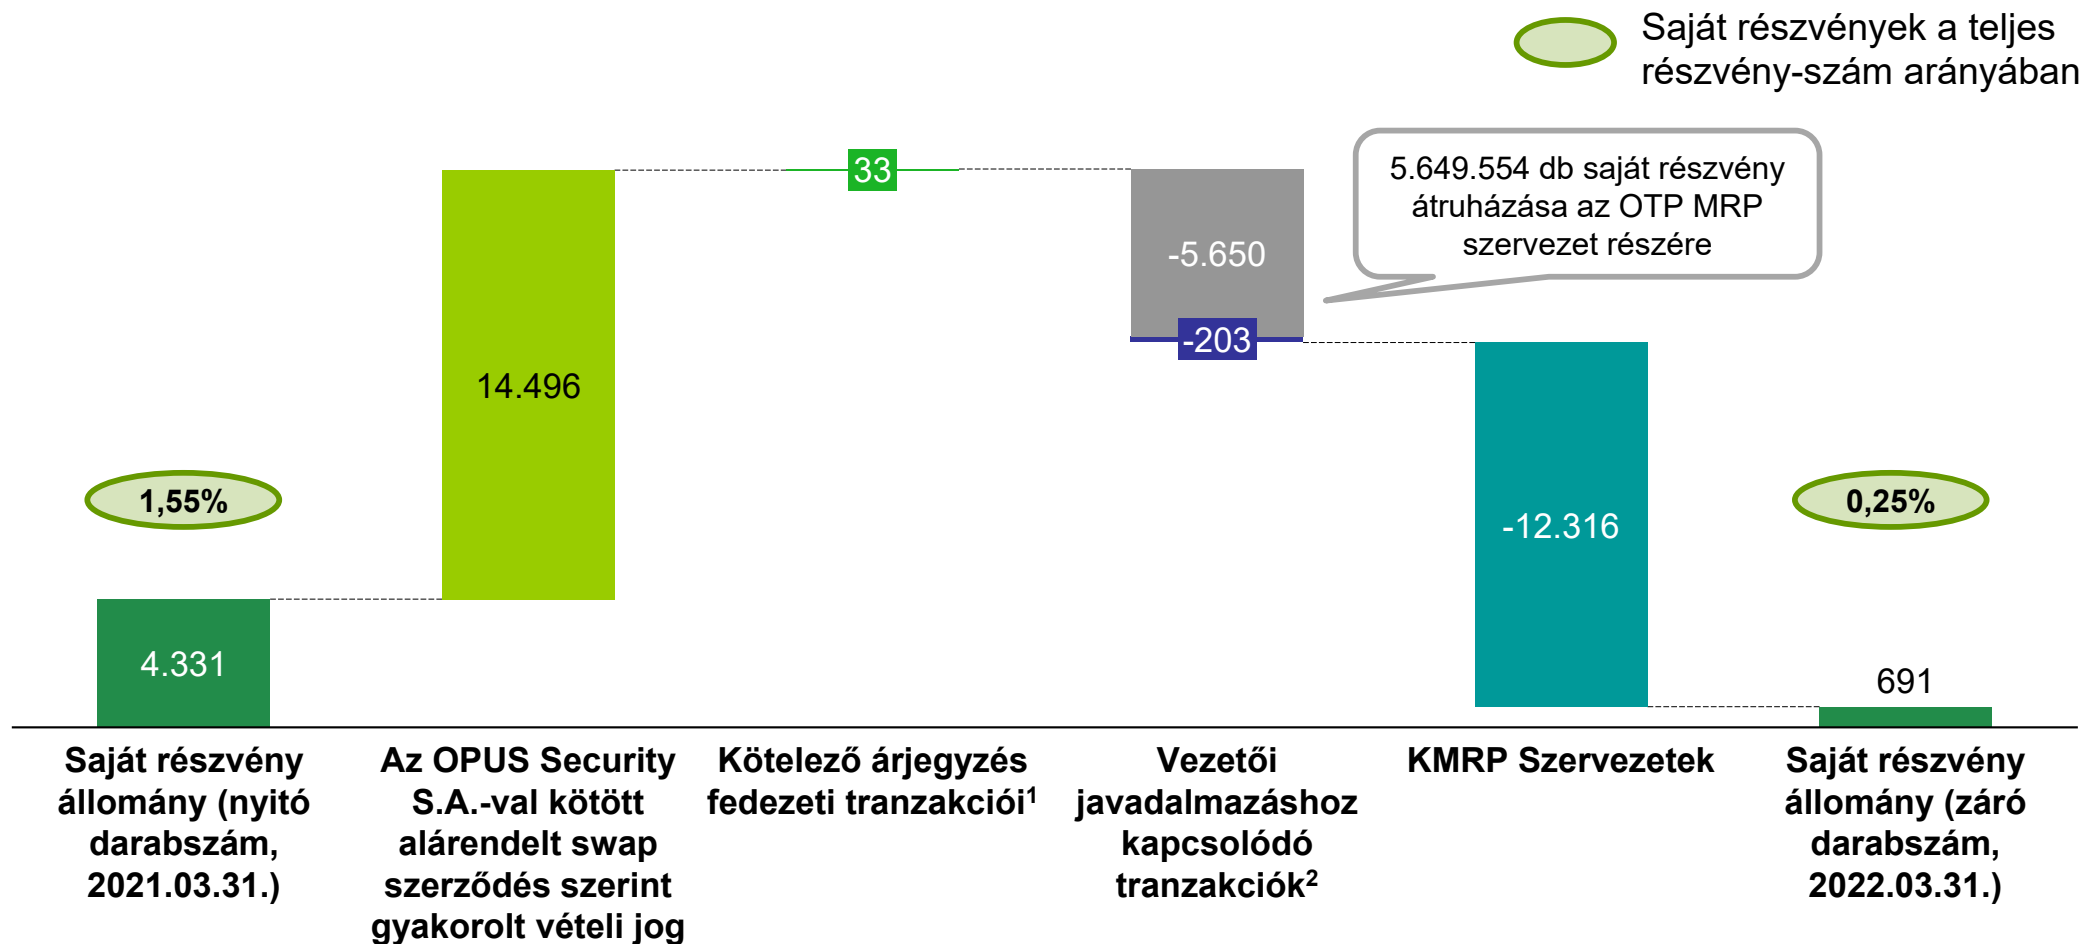 Saját részvények a teljes
részvény-szám arányában
33
5.649.554 db saját részvény
átruházása az OTP MRP
szervezet részére
-5.650
-203
14.496
1,55%
0,25%
-12.316
4.331
691
Saját részvény
állomány (nyitó
darabszám,
2021.03.31.)
Az OPUS Security
S.A.-val kötött
alárendelt swap
szerződés szerint
gyakorolt vételi jog
Kötelező árjegyzés
fedezeti tranzakciói¹
Vezetői
javadalmazáshoz
kapcsolódó
tranzakciók²
KMRP Szervezetek
Saját részvény
állomány (záró
darabszám,
2022.03.31.)